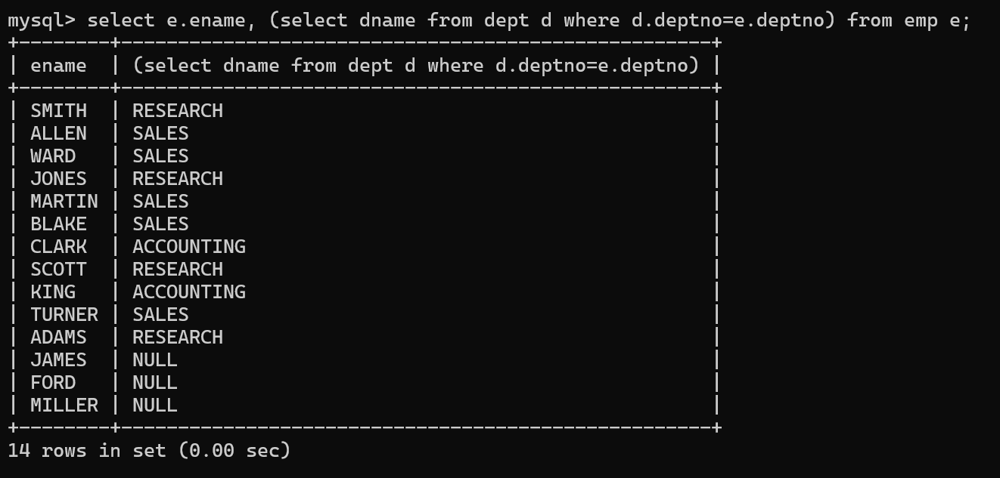 mysql> select e.ename, (select dname from dept d where d.deptno=e.deptno) from emp e;
+--------+----------------------------------------------------+
| ename  | (select dname from dept d where d.deptno=e.deptno) |
+--------+----------------------------------------------------+
| SMITH  | RESEARCH                                           |
| ALLEN  | SALES                                              |
| WARD   | SALES                                              |
| JONES  | RESEARCH                                           |
| MARTIN | SALES                                              |
| BLAKE  | SALES                                              |
| CLARK  | ACCOUNTING                                         |
| SCOTT  | RESEARCH                                           |
| KING   | ACCOUNTING                                         |
| TURNER | SALES                                              |
| ADAMS  | RESEARCH                                           |
| JAMES  | NULL                                               |
| FORD   | NULL                                               |
| MILLER | NULL                                               |
+--------+----------------------------------------------------+
14 rows in set (0.00 sec)